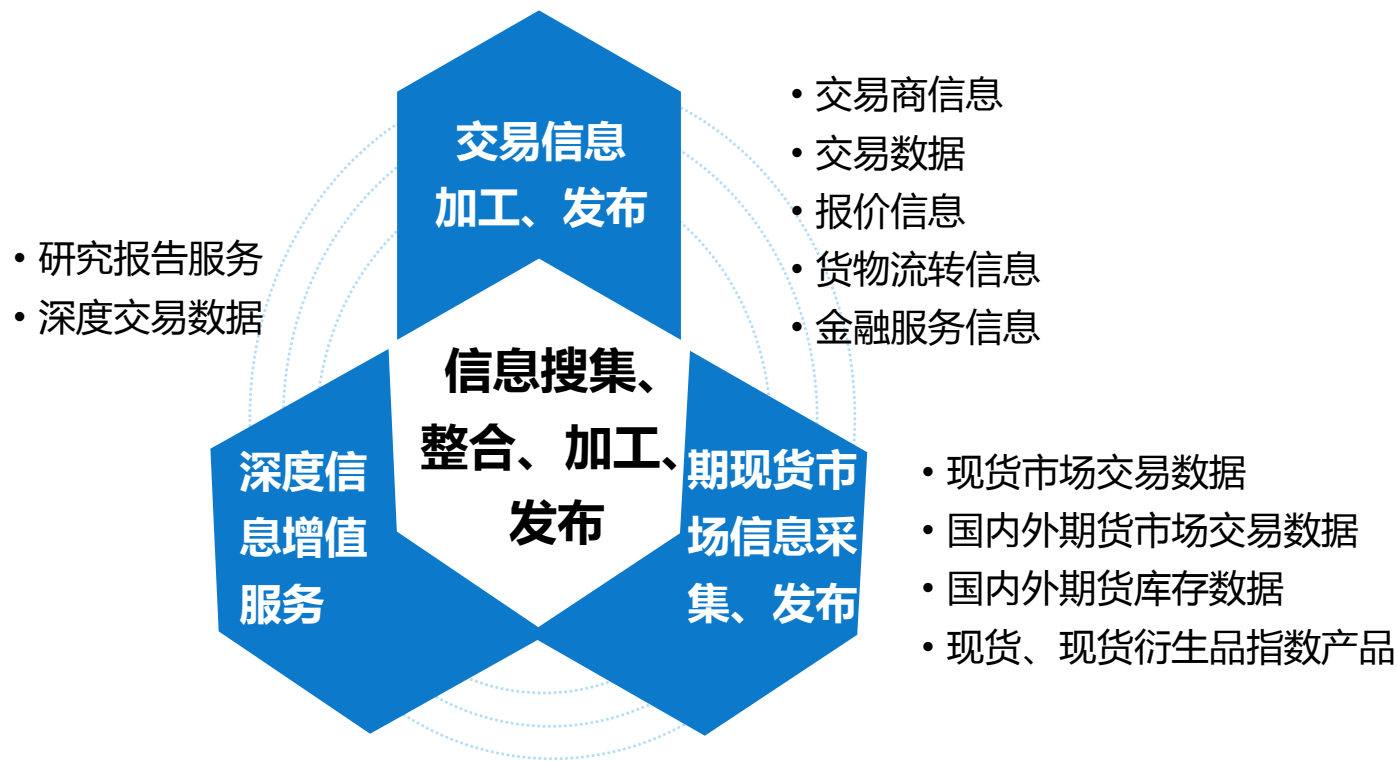 交易信息
加工、发布
• 交易商信息
• 交易数据
• 报价信息
• 货物流转信息
• 金融服务信息
• 研究报告服务
• 深度交易数据
信息搜集、
整合、加工、
发布
深度信
息增值
服务
期现货市
场信息采
集、发布
• 现货市场交易数据
• 国内外期货市场交易数据
• 国内外期货库存数据
• 现货、现货衍生品指数产品